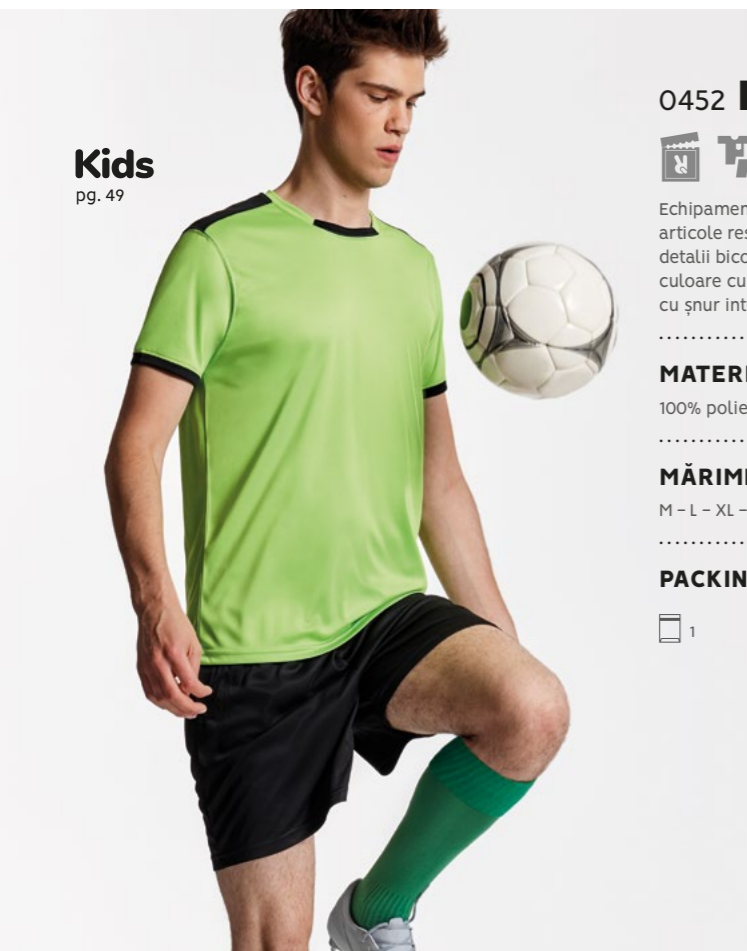 Kids
pg. 49
0452
Echipamen
articole res
detalii bico
culoare cu
cu șnur int
MATERI
100% polie
MĂRIMI
M – L – XL –
PACKIN
1